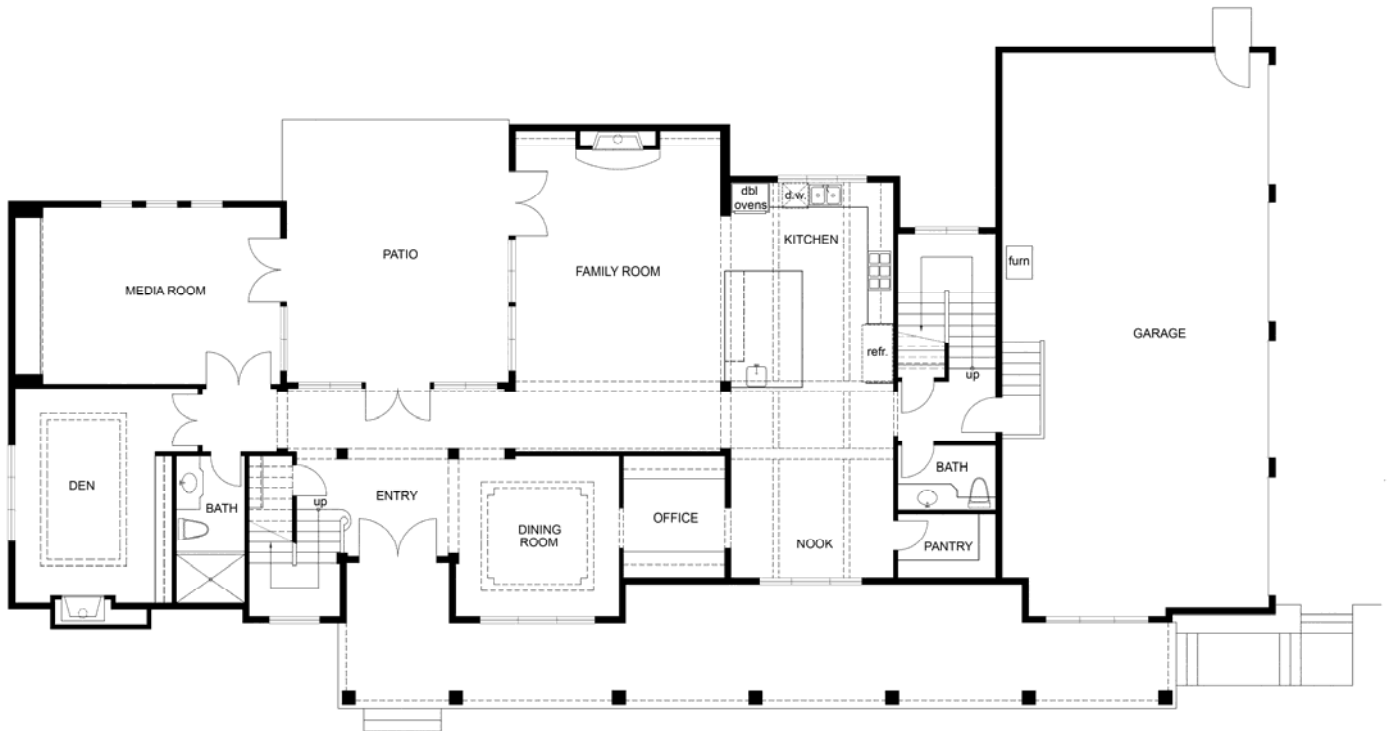 dbl
ovens
d.w.
KITCHEN
PATIO
FAMILY ROOM
furn
MEDIA ROOM
GARAGE
refr.
up
BATH
DEN
up
ENTRY
BATH
DINING
ROOM
OFFICE
NOOK
PANTRY